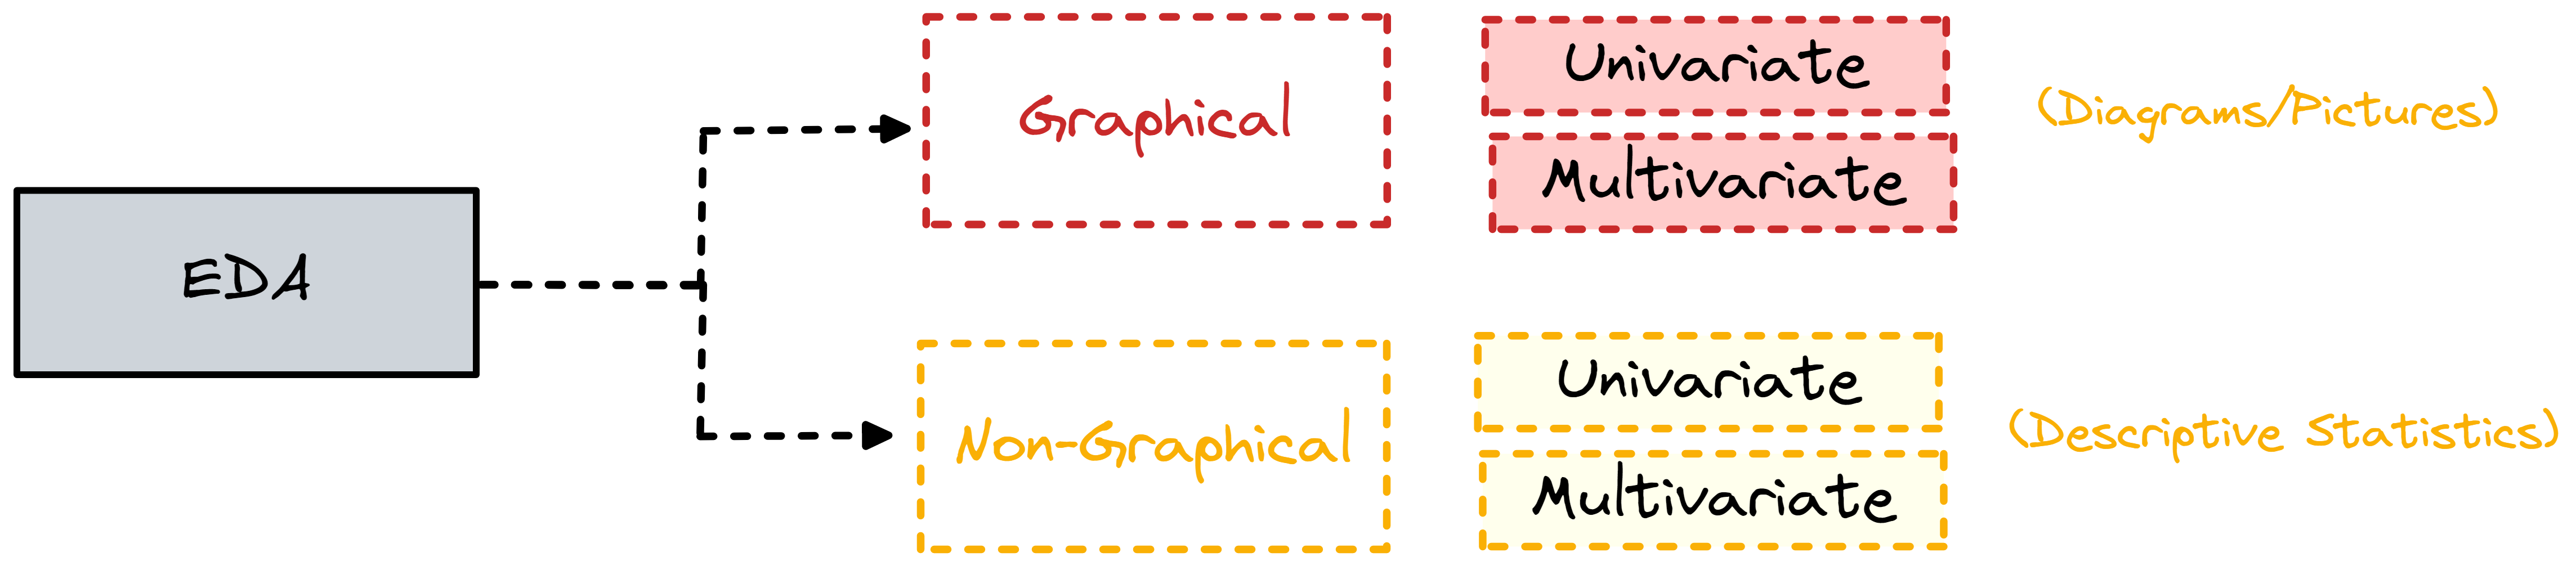 EDA
Graphical
Univariate
Multivariate
(Diagrams/Pictures)
Non-Graphical
Univariate
Multivariate
(Descriptive Statistics)